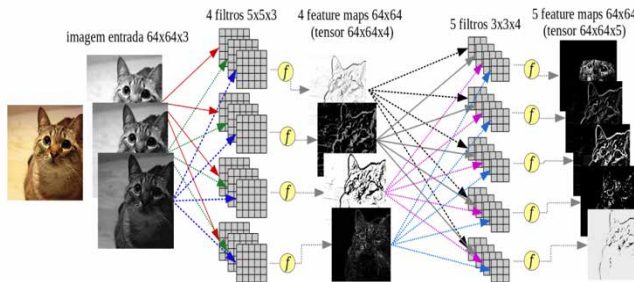 imagem entrada 64x64x3
4 filtros 5x5x3
4 feature maps 64x64
(tensor 64x64x4)
5 filtros 3x3x4
5 feature maps 64x64
(tensor 64x64x5)
f
f
f
f
f
f
f
f
f